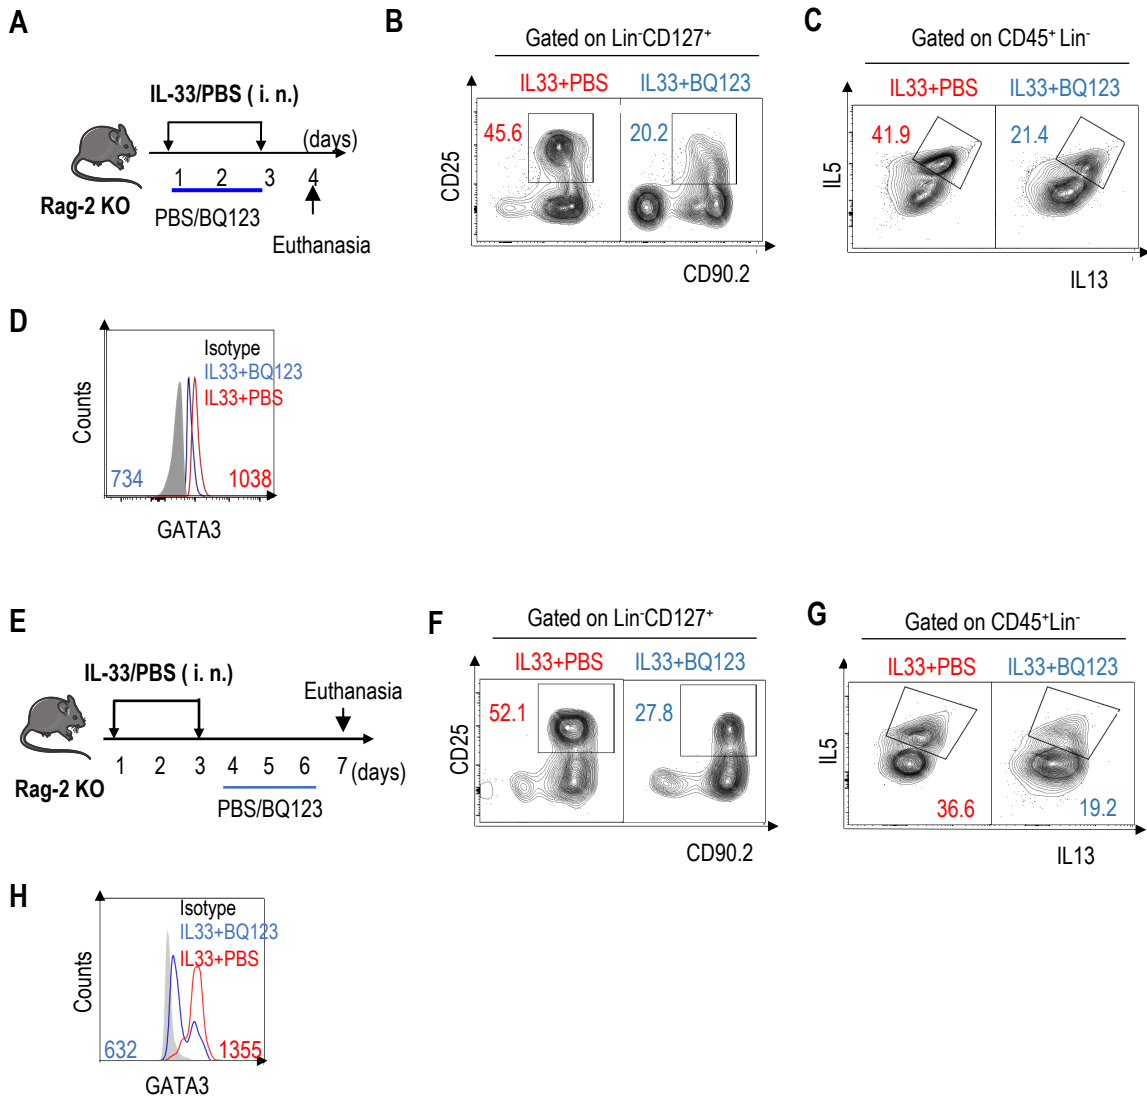 A
IL-33/PBS ( i. n.)
(days)
1 2 3 4
Rag-2 KO
PBS/BQ123
Euthanasia
B
Gated on Lin⁻CD127⁺
IL33+PBS IL33+BQ123
45.6 20.2
CD25
CD90.2
C
Gated on CD45⁺ Lin⁻
IL33+PBS IL33+BQ123
41.9 21.4
IL5
IL13
D
Isotype
IL33+BQ123
IL33+PBS
Counts
734 1038
GATA3
E
IL-33/PBS ( i. n.)
Euthanasia
Rag-2 KO
1 2 3 4 5 6 7 (days)
PBS/BQ123
F
Gated on Lin⁻CD127⁺
IL33+PBS IL33+BQ123
52.1 27.8
CD25
CD90.2
G
Gated on CD45⁺Lin⁻
IL33+PBS IL33+BQ123
IL5
36.6 19.2
IL13
H
Isotype
IL33+BQ123
IL33+PBS
Counts
632 1355
GATA3